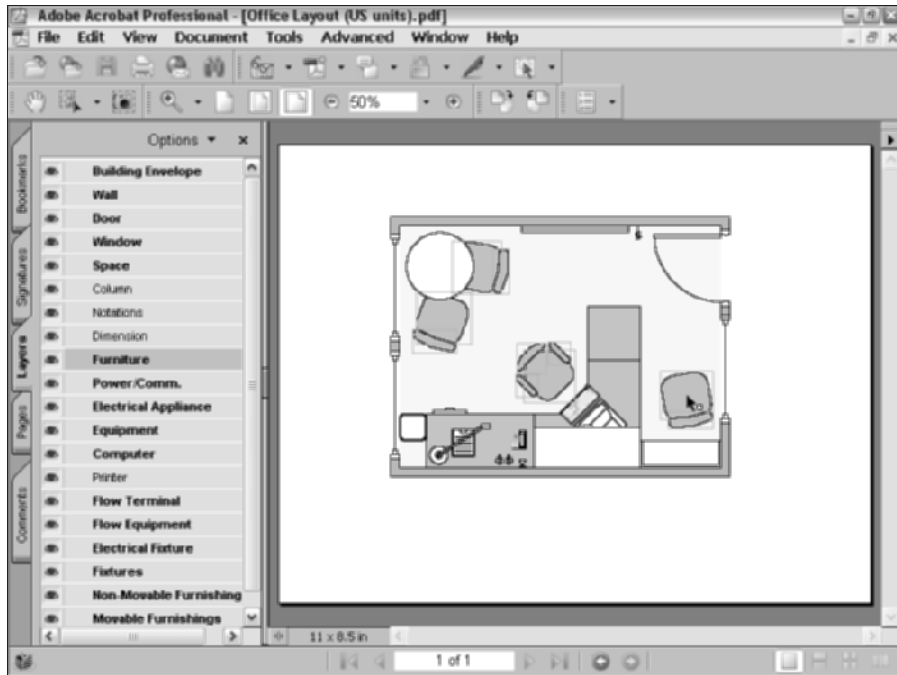 Adobe Acrobat Professional - [Office Layout (US units).pdf]
File Edit View Document Tools Advanced Window Help
50%
Options
Bookmarks
Signatures
Layers
Pages
Comments
Building Envelope
Wall
Door
Window
Space
Column
Notations
Dimension
Furniture
Power/Comm.
Electrical Appliance
Equipment
Computer
Printer
Flow Terminal
Flow Equipment
Electrical Fixture
Fixtures
Non-Movable Furnishing
Movable Furnishings
11 x 8.5 in
1 of 1